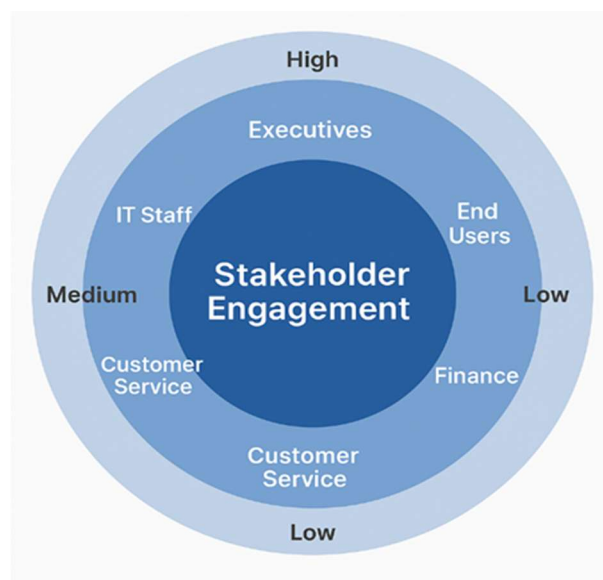 High
Executives
IT Staff
End
Users
Stakeholder
Engagement
Medium
Low
Customer
Service
Finance
Customer
Service
Low